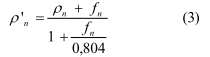 ρ'ₙ = (ρₙ + fₙ) / (1 + fₙ / 0,804) (3)